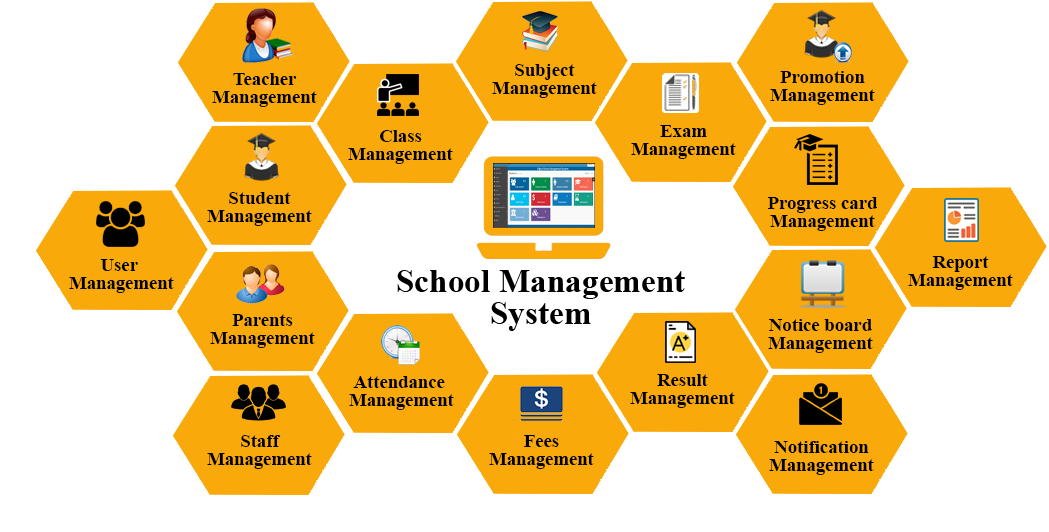 Teacher
Management
Subject
Management
Promotion
Management
Class
Management
Exam
Management
Student
Management
Progress card
Management
User
Management
Report
Management
School Management
System
Parents
Management
Notice board
Management
Attendance
Management
Result
Management
A+
Staff
Management
$
Fees
Management
1
Notification
Management